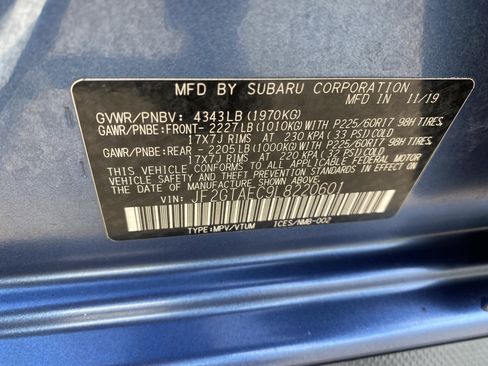 MFD BY SUBARU CORPORATION
MFD IN 11/19
GVWR/PNBV: 4343LB(1970KG)
GAWR/PNBE:FRONT- 2227LB(1010KG)WITH P225/60R17 98H TIRES,
17X7J RIMS AT 230 KPA(33 PSI)COLD
GAWR/PNBE:REAR - 2205LB(1000KG)WITH P225/60R17 98H TIRES,
17X7J RIMS AT 220 KPA(32 PSI)COLD
THIS VEHICLE CONFORMS TO ALL APPLICABLE FEDERAL MOTOR
VEHICLE SAFETY STANDARDS IN EFFECT ON THE DATE
OF MANUFACTURE SHOWN ABOVE.
VIN: JF2GTAEC9L8220601
TYPE:MPV/VTUM ICES/NMB-002